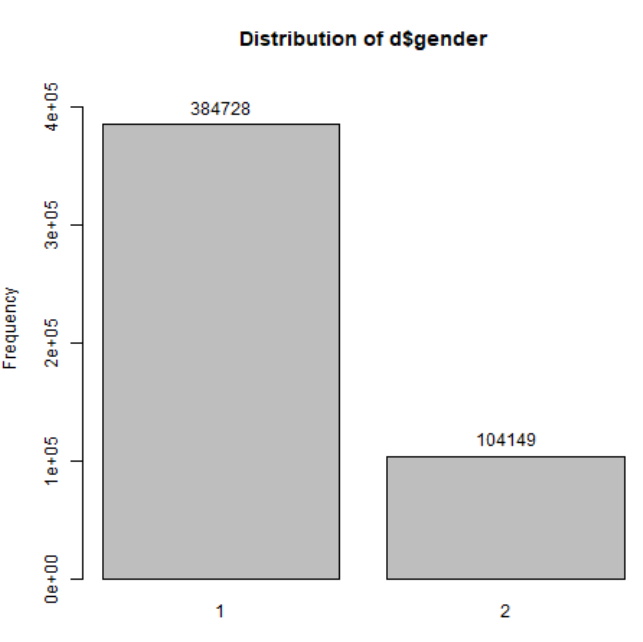 Distribution of d$gender
4e+05
3e+05
2e+05
1e+05
0e+00
Frequency
384728
104149
1
2